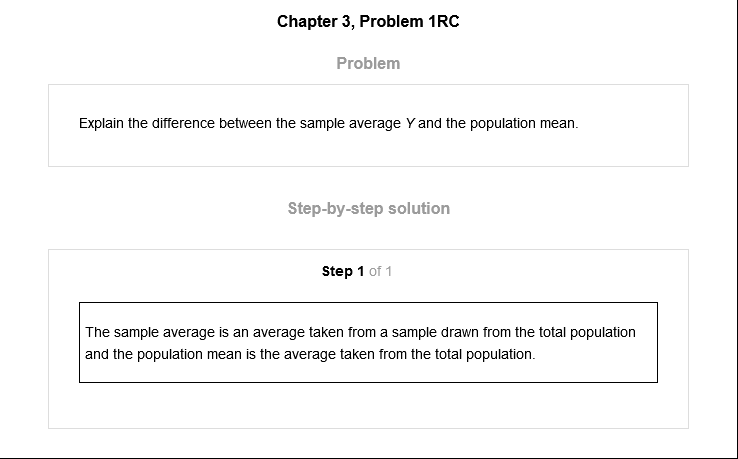 Chapter 3, Problem 1RC
Problem
Explain the difference between the sample average Y and the population mean.
Step-by-step solution
Step 1 of 1
The sample average is an average taken from a sample drawn from the total population
and the population mean is the average taken from the total population.